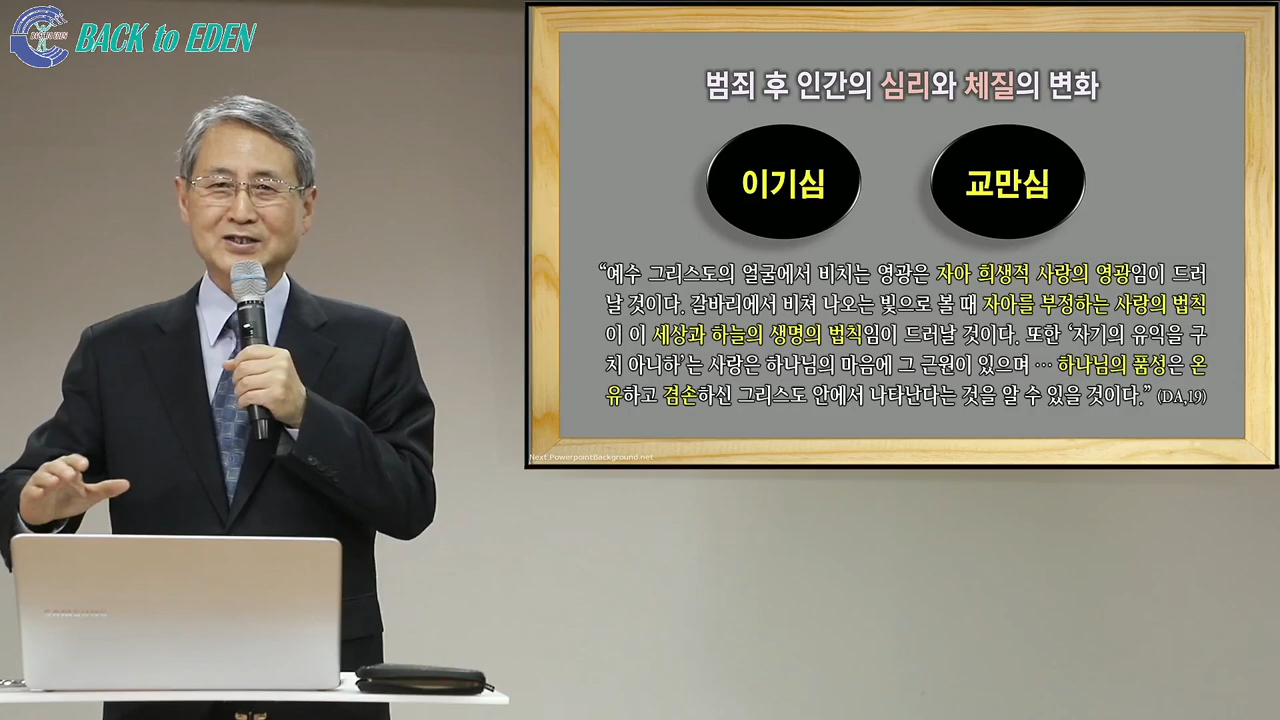 BACK to EDEN
BACK to EDEN
범죄 후 인간의 심리와 체질의 변화
이기심
교만심
“예수 그리스도의 얼굴에서 비치는 영광은 자아 희생적 사랑의 영광임이 드러
날 것이다. 갈바리에서 비쳐 나오는 빛으로 볼 때 자아를 부정하는 사랑의 법칙
이 이 세상과 하늘의 생명의 법칙임이 드러날 것이다. 또한 ‘자기의 유익을 구
치 아니하’는 사랑은 하나님의 마음에 그 근원이 있으며 … 하나님의 품성은 온
유하고 겸손하신 그리스도 안에서 나타난다는 것을 알 수 있을 것이다.” (DA,19)
Next.PowerpointBackground.net
SAMSUNG